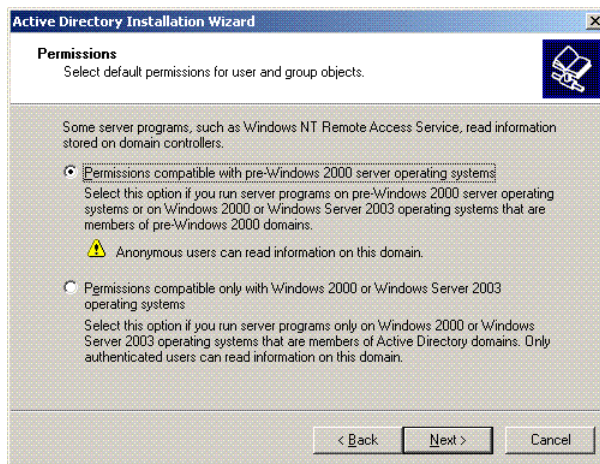 Active Directory Installation Wizard
Permissions
Select default permissions for user and group objects.
Some server programs, such as Windows NT Remote Access Service, read information
stored on domain controllers.
Permissions compatible with pre-Windows 2000 server operating systems
Select this option if you run server programs on pre-Windows 2000 server operating
systems or on Windows 2000 or Windows Server 2003 operating systems that are
members of pre-Windows 2000 domains.
Anonymous users can read information on this domain.
Permissions compatible only with Windows 2000 or Windows Server 2003
operating systems
Select this option if you run server programs only on Windows 2000 or Windows
Server 2003 operating systems that are members of Active Directory domains. Only
authenticated users can read information on this domain.
< Back
Next >
Cancel